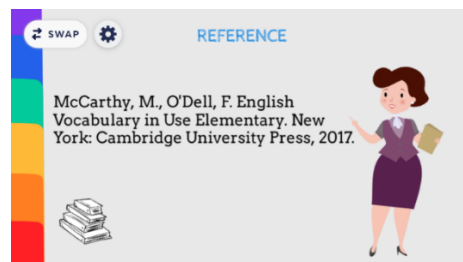 SWAP
REFERENCE
McCarthy, M., O'Dell, F. English
Vocabulary in Use Elementary. New
York: Cambridge University Press, 2017.